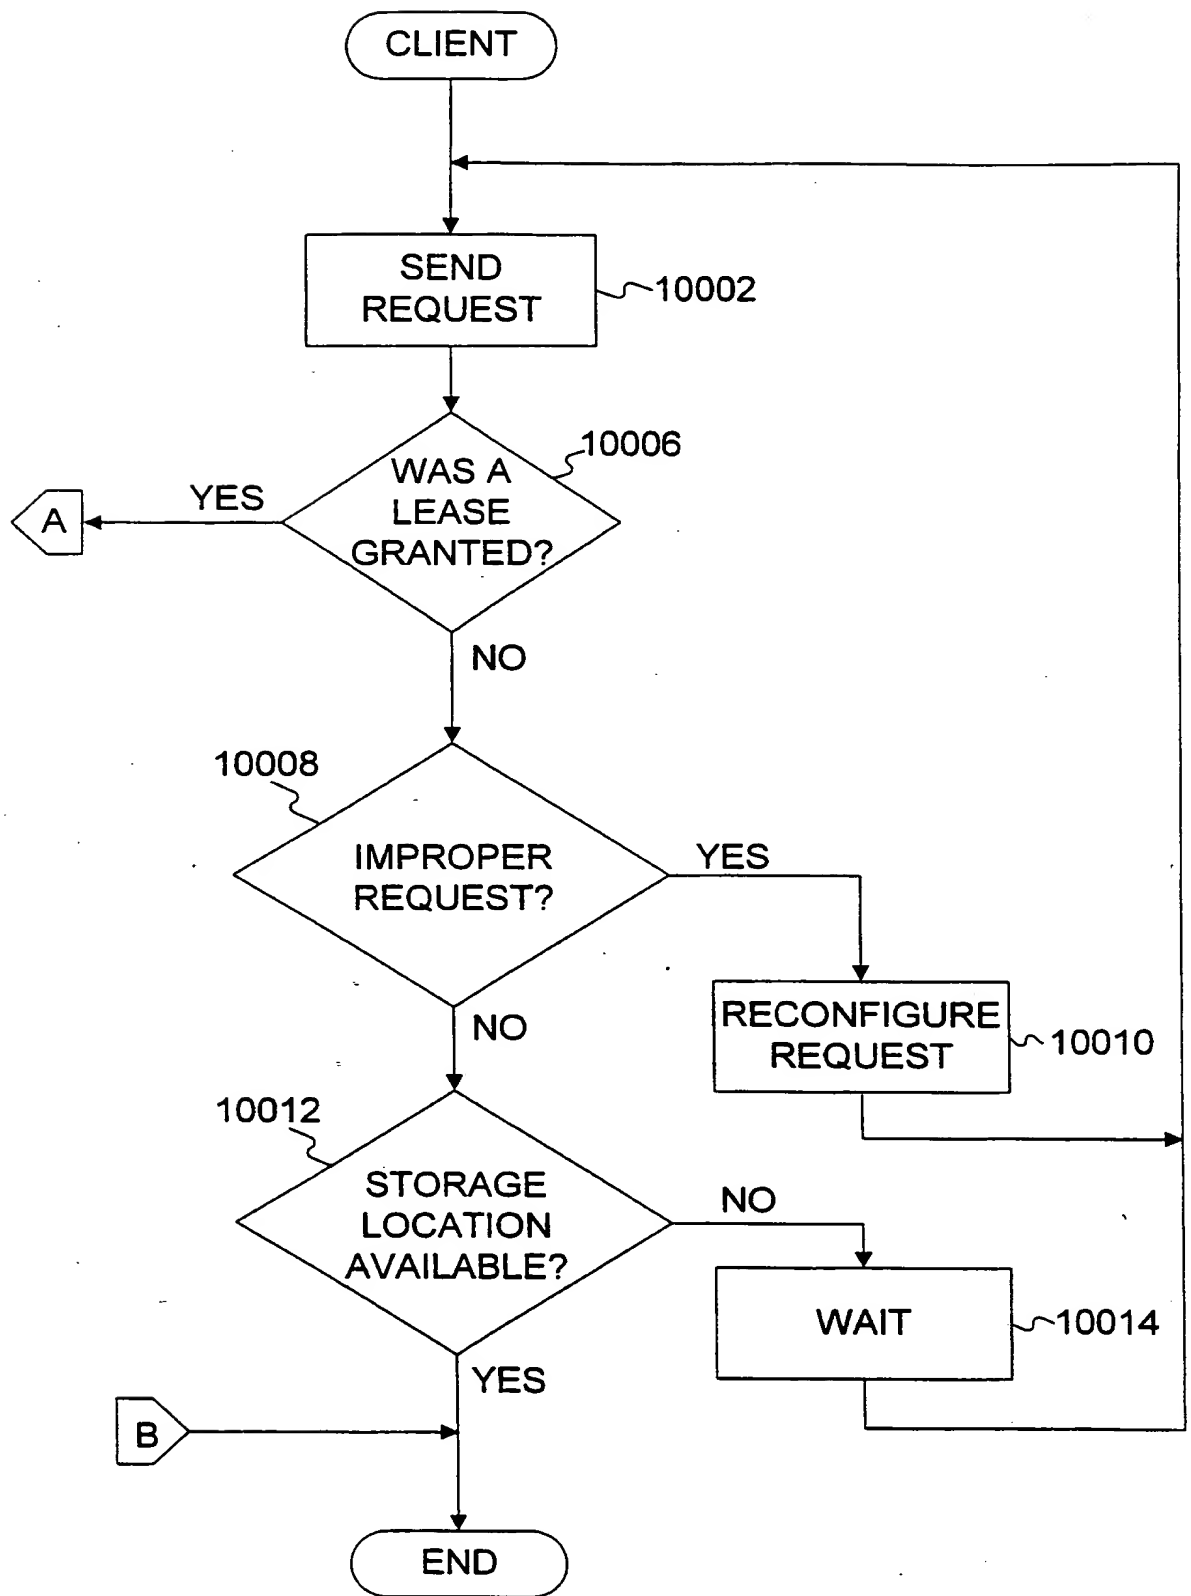 CLIENT
SEND
REQUEST
10002
10006
WAS A
LEASE
GRANTED?
YES
A
NO
10008
IMPROPER
REQUEST?
YES
NO
RECONFIGURE
REQUEST
10010
10012
STORAGE
LOCATION
AVAILABLE?
NO
WAIT
10014
YES
B
END